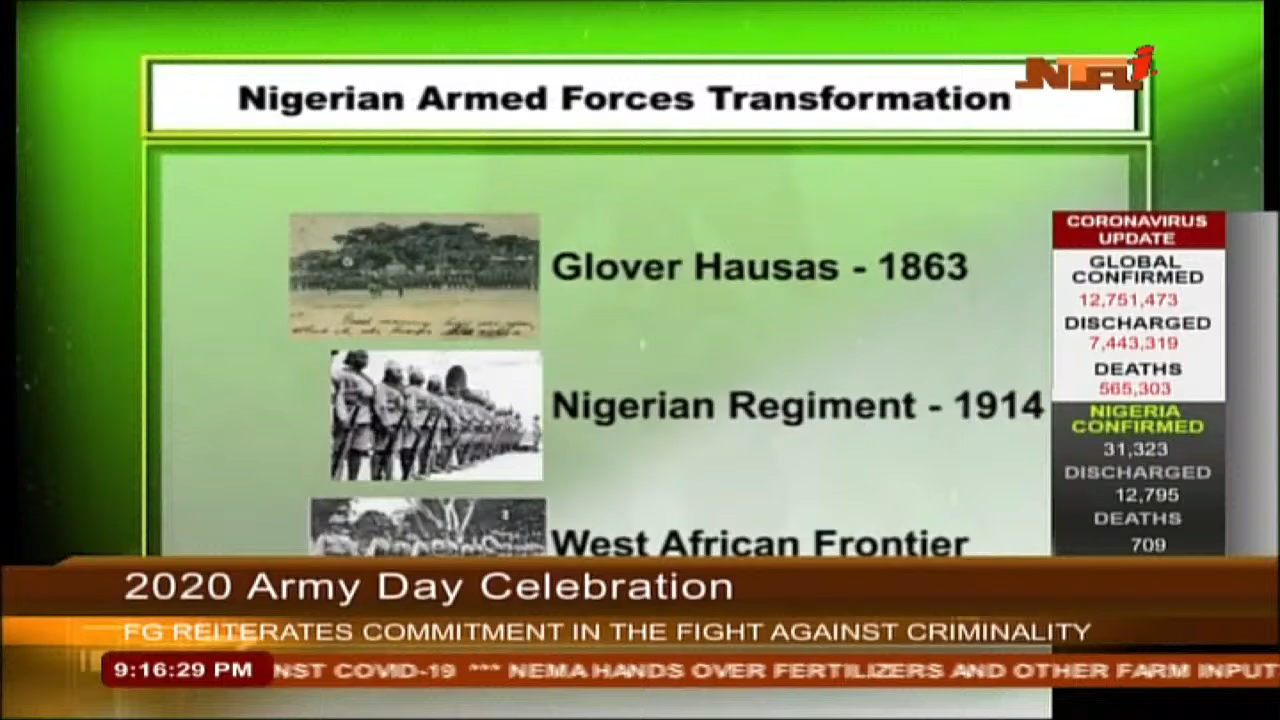 Nigerian Armed Forces Transformation
NTAi
Glover Hausas - 1863
Nigerian Regiment - 1914
West African Frontier
CORONAVIRUS
UPDATE
GLOBAL
CONFIRMED
12,751,473
DISCHARGED
7,443,319
DEATHS
565,303
NIGERIA
CONFIRMED
31,323
DISCHARGED
12,795
DEATHS
709
2020 Army Day Celebration
FG REITERATES COMMITMENT IN THE FIGHT AGAINST CRIMINALITY
9:16:29 PM NST COVID-19 *** NEMA HANDS OVER FERTILIZERS AND OTHER FARM INPUT